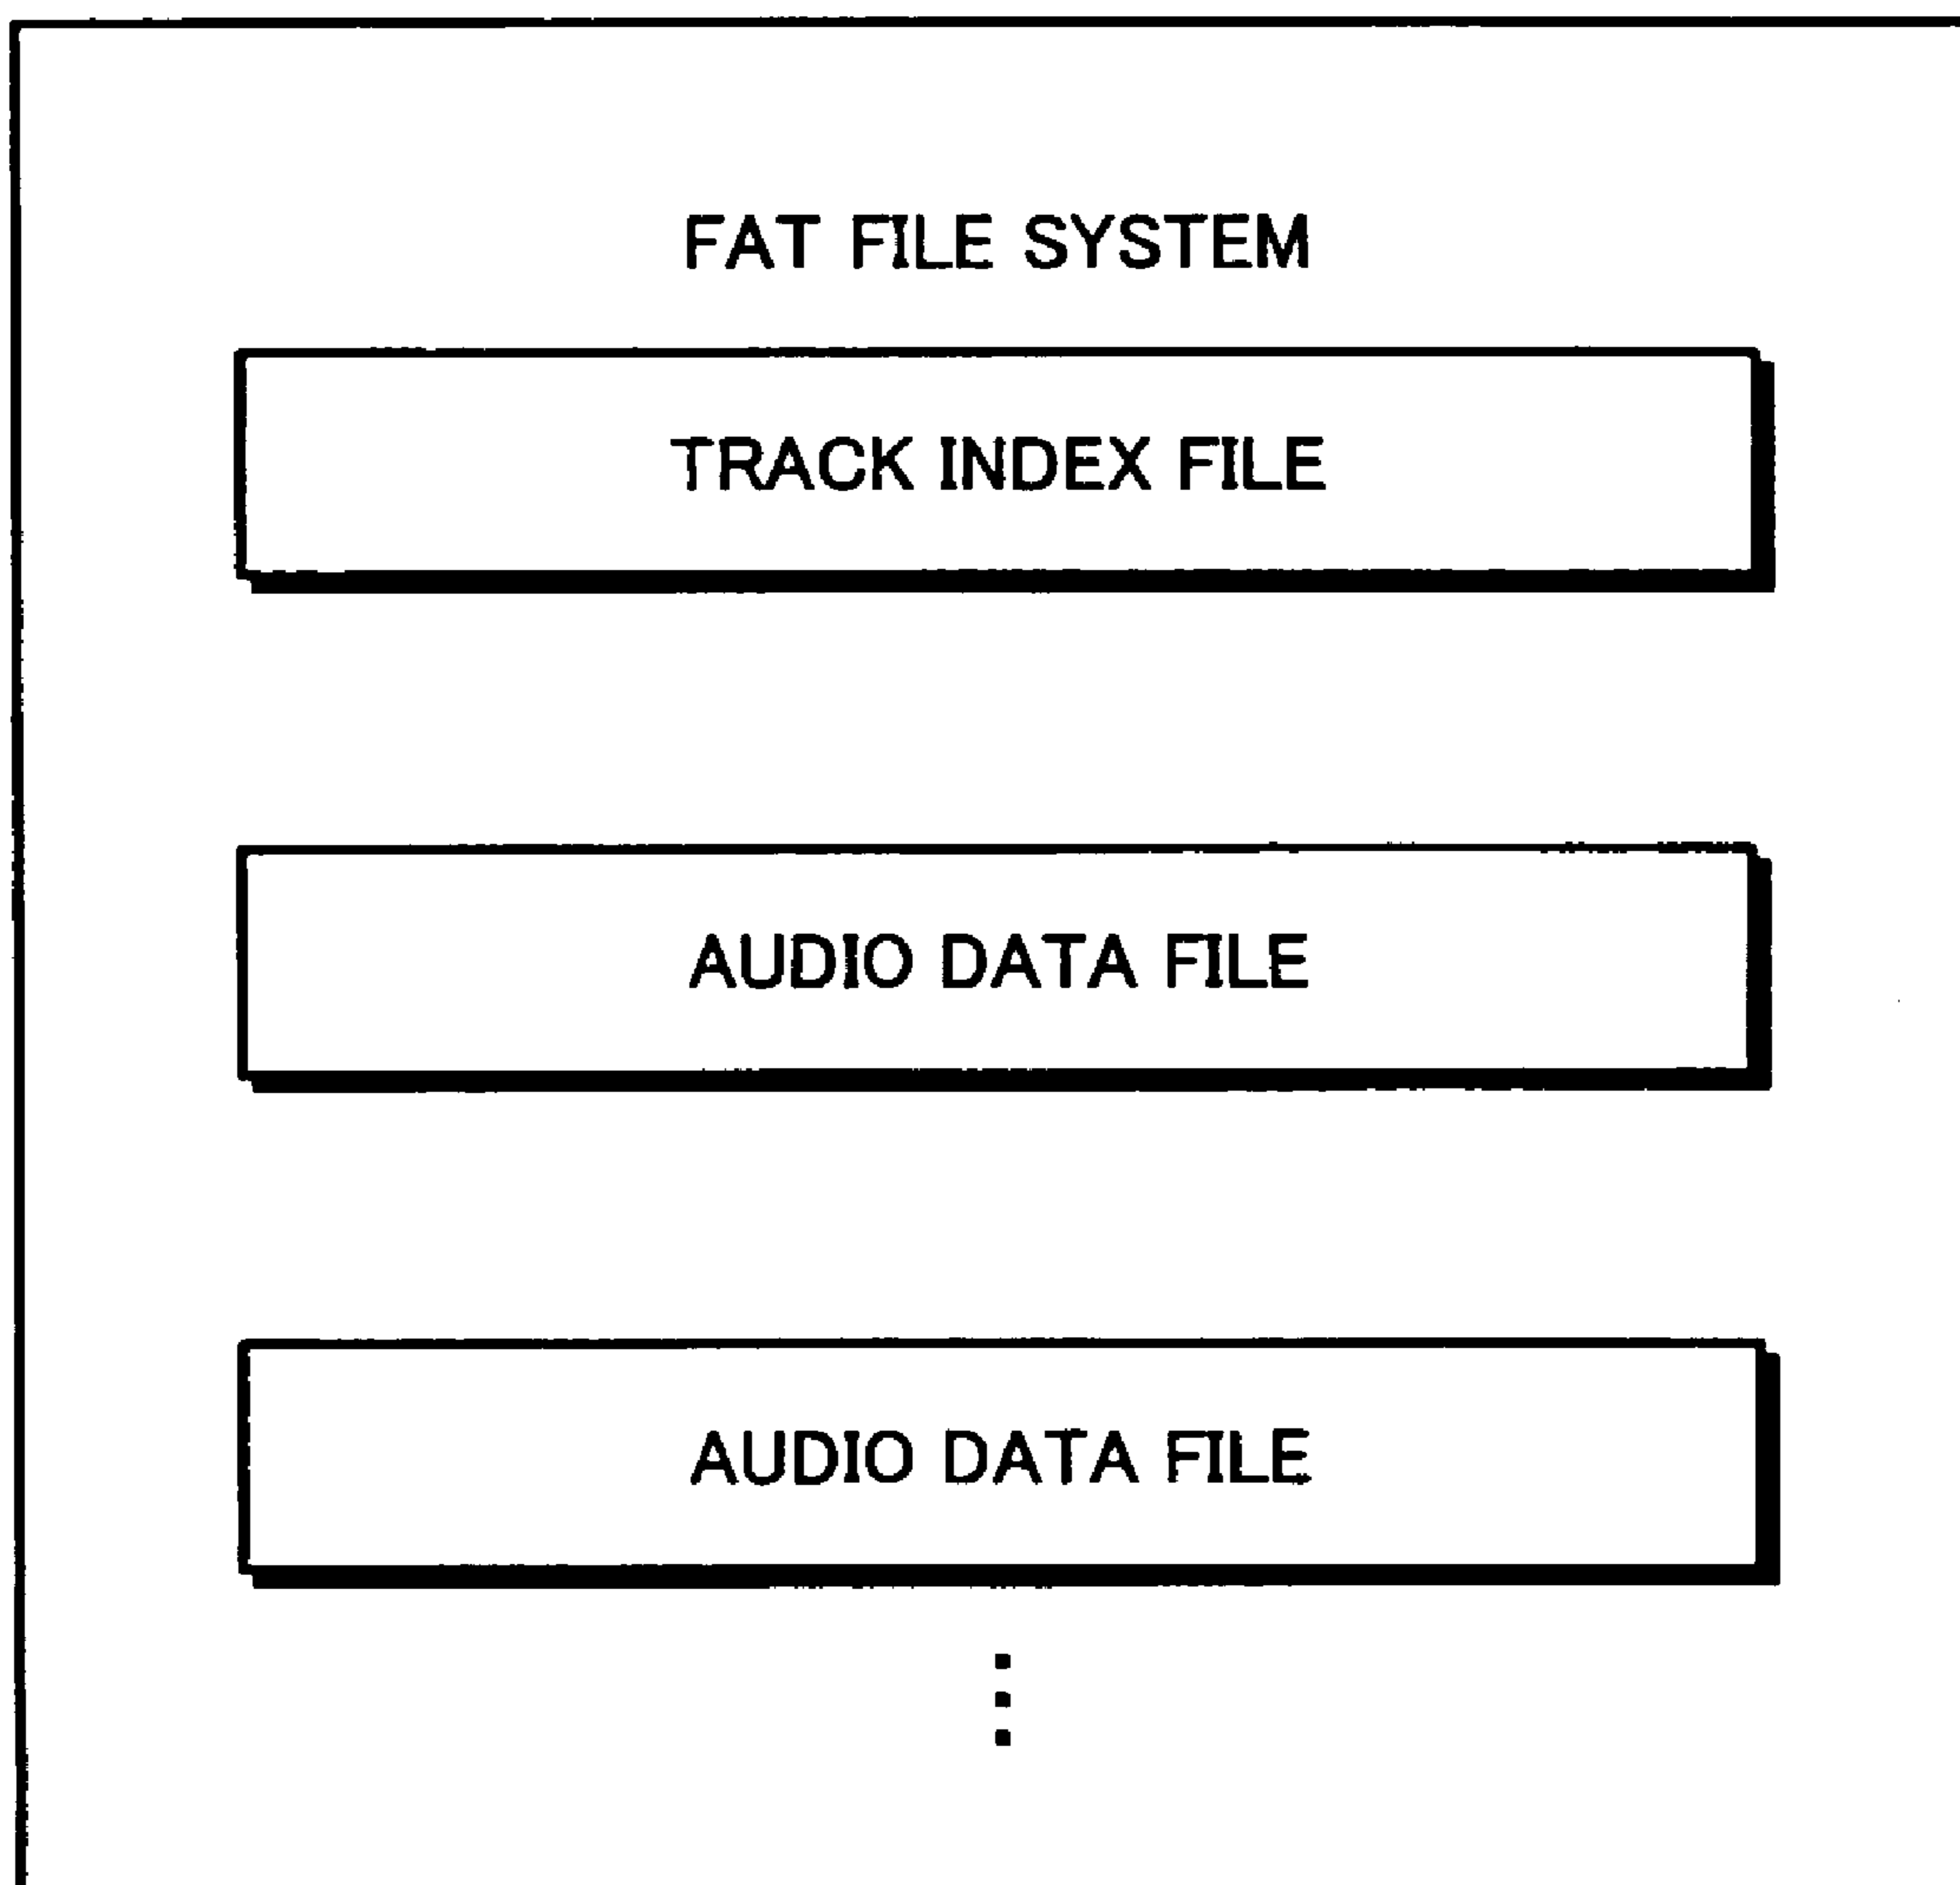 FAT FILE SYSTEM
TRACK INDEX FILE
AUDIO DATA FILE
AUDIO DATA FILE